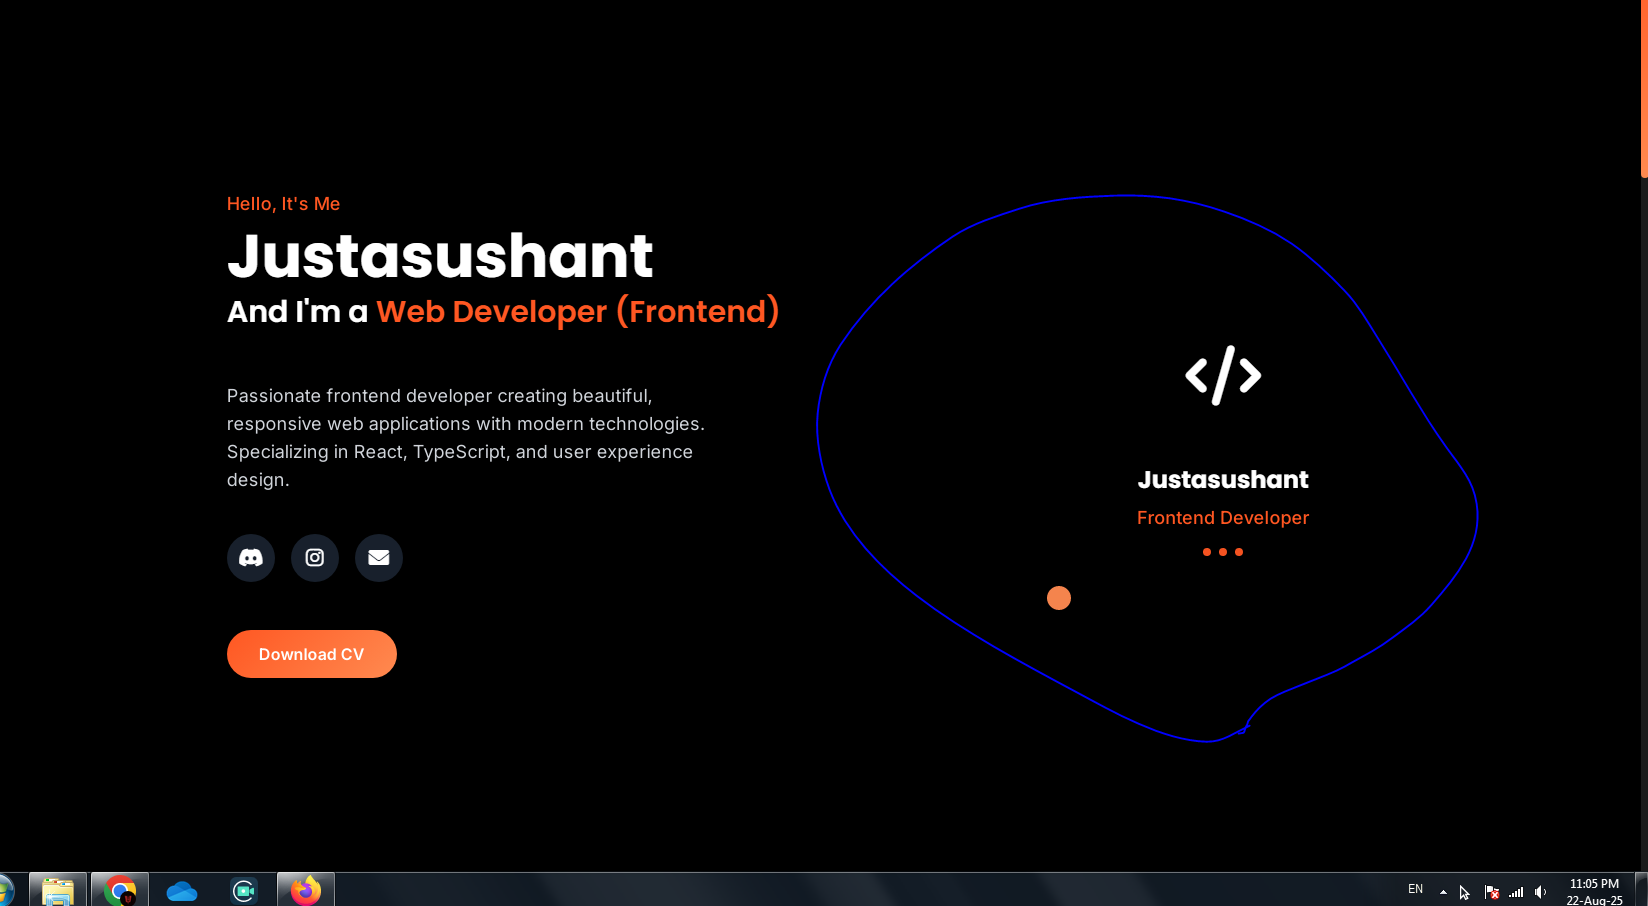 Hello, It's Me
Justasushant
And I'm a Web Developer (Frontend)
Passionate frontend developer creating beautiful,
responsive web applications with modern technologies.
Specializing in React, TypeScript, and user experience
design.
Download CV
</>
Justasushant
Frontend Developer
EN
11:05 PM
22-Aug-25